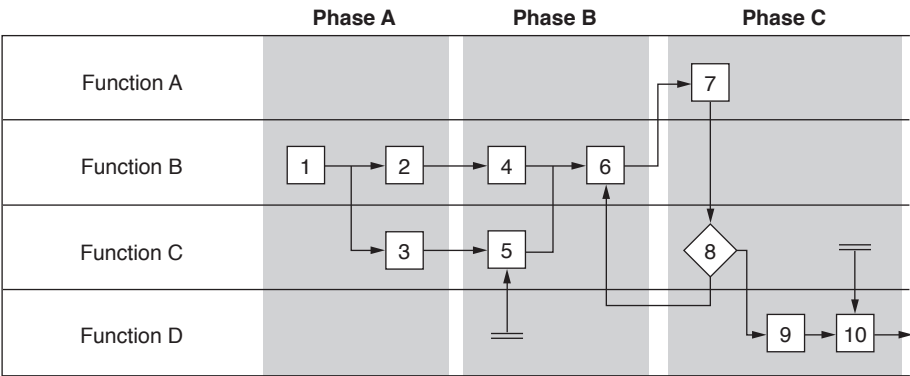 Phase A Phase B Phase C
Function A 7
Function B 1 2 4 6
Function C 3 5 8
Function D 9 10